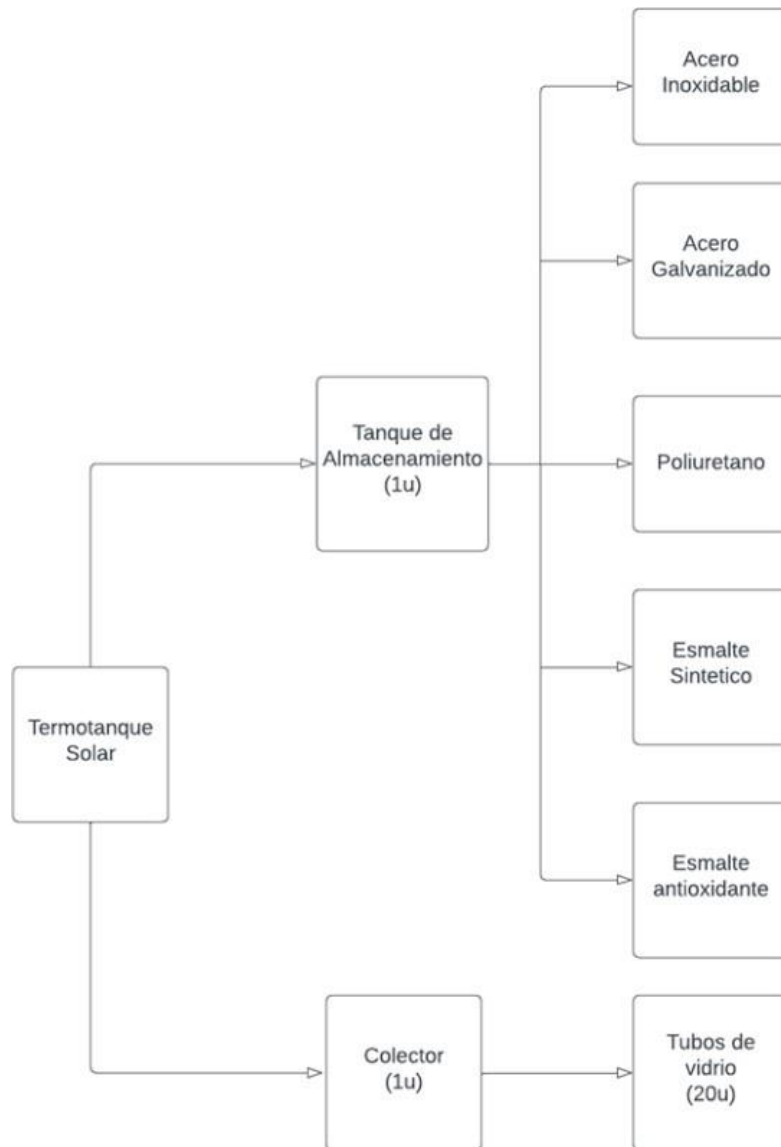 Acero
Inoxidable
Acero
Galvanizado
Tanque de
Almacenamiento
(1u)
Poliuretano
Esmalte
Sintetico
Termotanque
Solar
Esmalte
antioxidante
Colector
(1u)
Tubos de
vidrio
(20u)